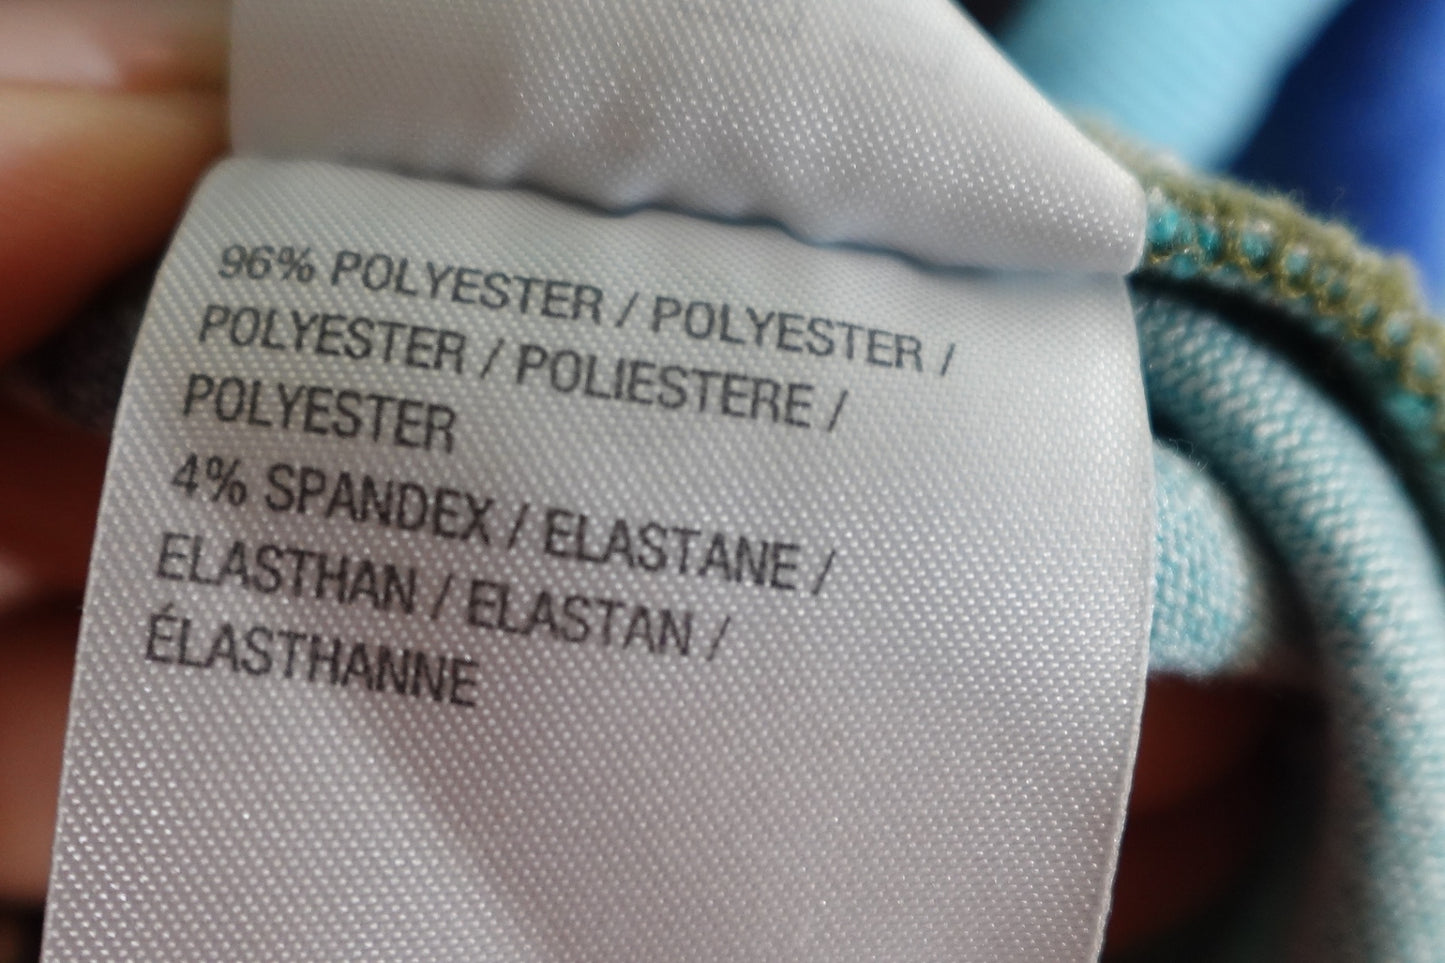 96% POLYESTER / POLYESTER /
POLYESTER / POLIESTERE /
POLYESTER
4% SPANDEX / ELASTANE /
ELASTHAN / ELASTAN /
ÉLASTHANNE